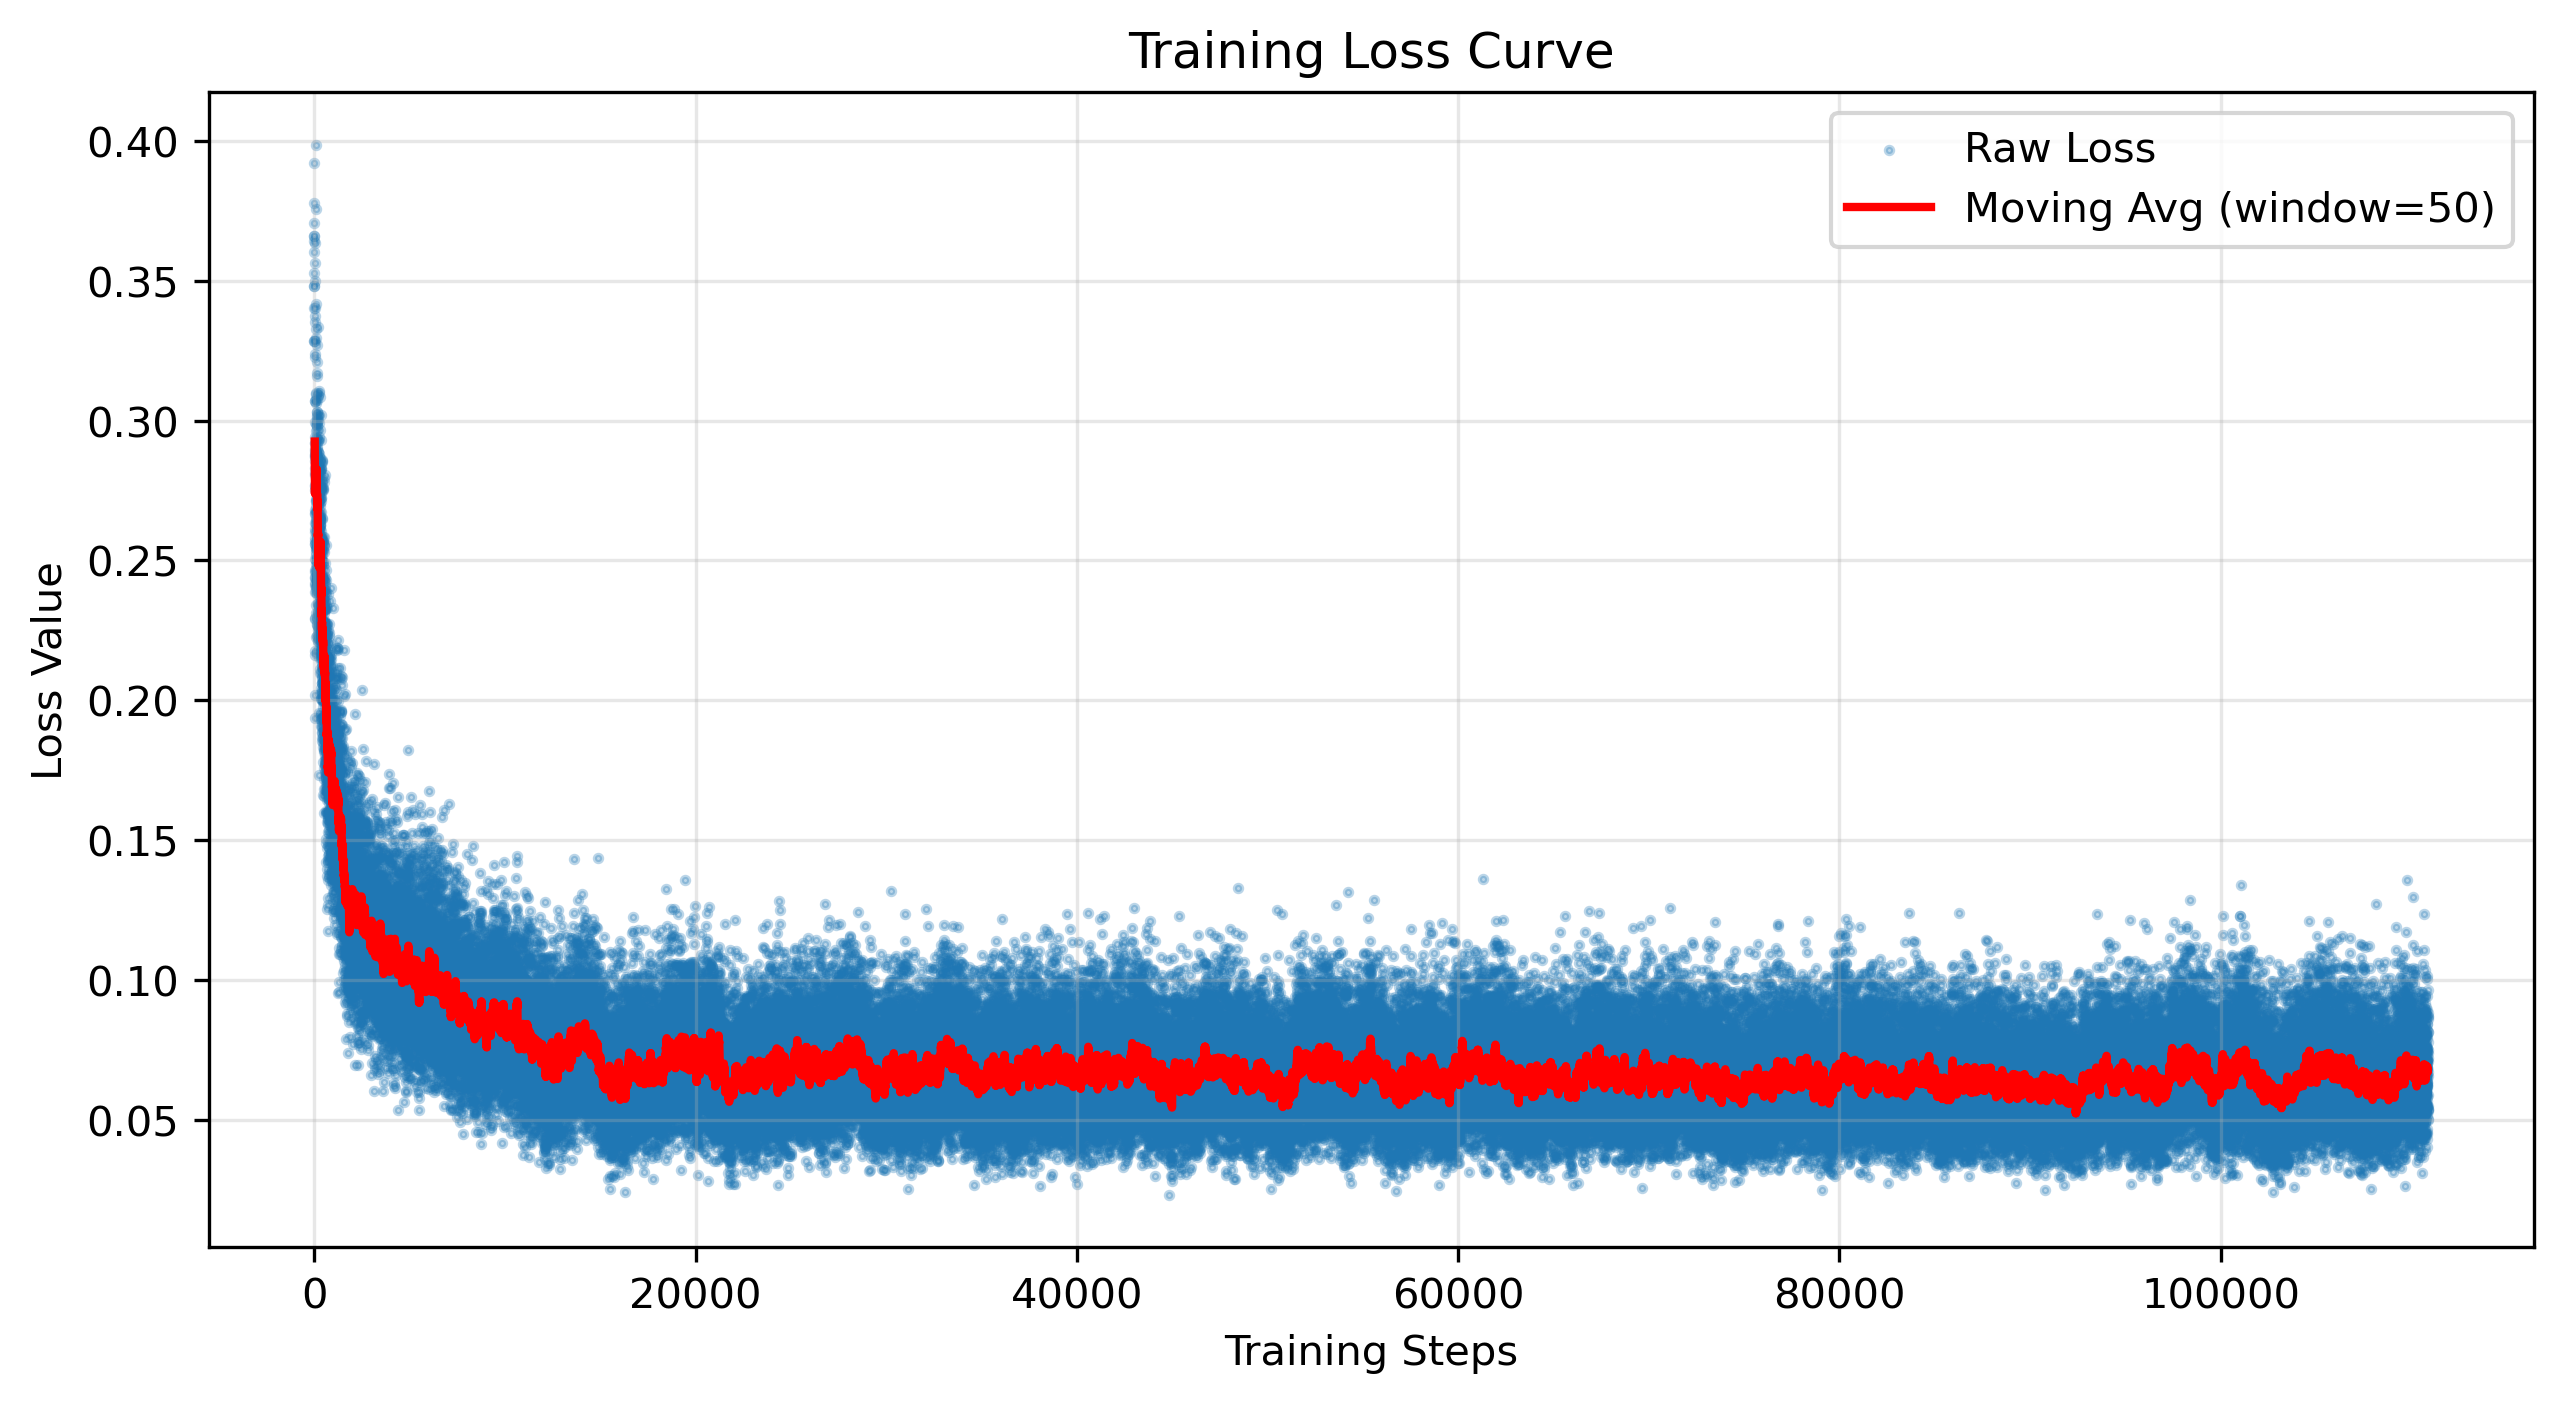 Training Loss Curve
0.40
0.35
0.30
0.25
0.20
0.15
0.10
0.05
Loss Value
Raw Loss
Moving Avg (window=50)
0 20000 40000 60000 80000 100000
Training Steps